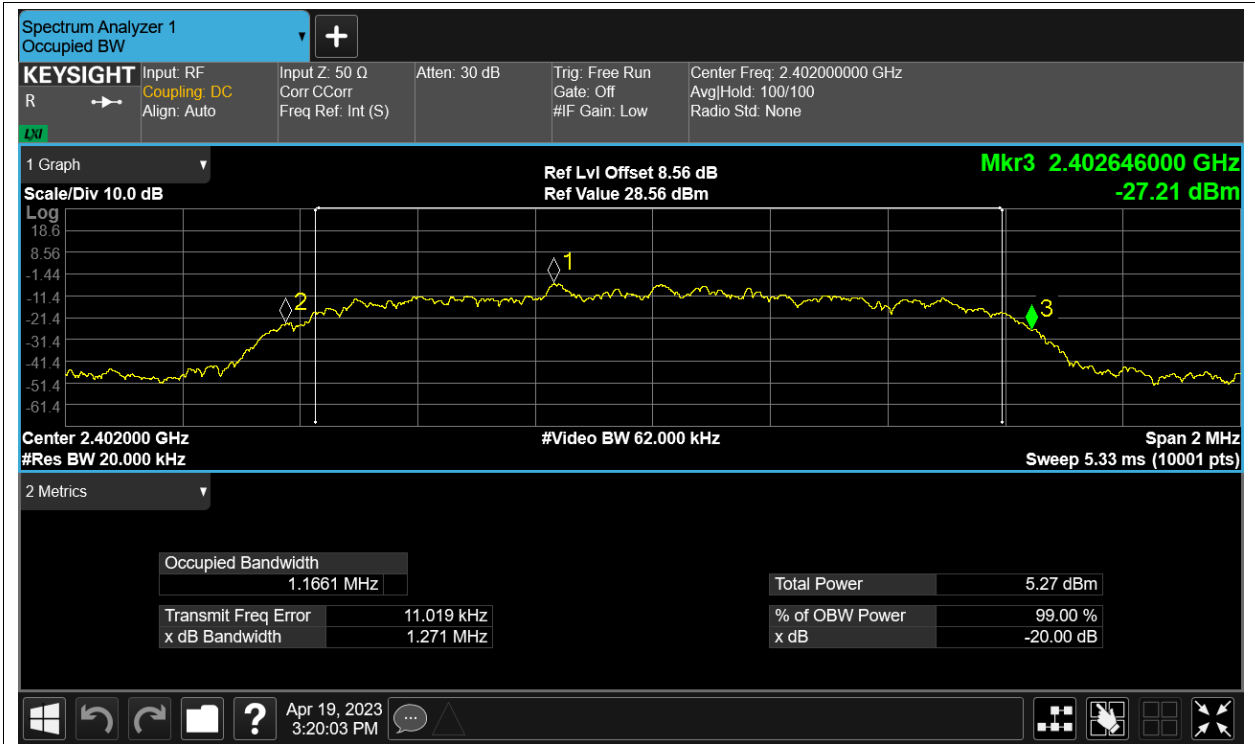 Spectrum Analyzer 1
Occupied BW
KEYSIGHT
R
LXI
Input: RF
Coupling: DC
Align: Auto
Input Z: 50 Ω
Corr CCorr
Freq Ref: Int (S)
Atten: 30 dB
Trig: Free Run
Gate: Off
#IF Gain: Low
Center Freq: 2.402000000 GHz
Avg|Hold: 100/100
Radio Std: None
1 Graph
Scale/Div 10.0 dB
Ref Lvl Offset 8.56 dB
Ref Value 28.56 dBm
Mkr3 2.402646000 GHz
-27.21 dBm
Log
18.6
8.56
-1.44
-11.4
-21.4
-31.4
-41.4
-51.4
-61.4
1
2
3
Center 2.402000 GHz
#Res BW 20.000 kHz
#Video BW 62.000 kHz
Span 2 MHz
Sweep 5.33 ms (10001 pts)
2 Metrics
Occupied Bandwidth
1.1661 MHz
Transmit Freq Error 11.019 kHz
x dB Bandwidth 1.271 MHz
Total Power 5.27 dBm
% of OBW Power 99.00 %
x dB -20.00 dB
?
Apr 19, 2023
3:20:03 PM